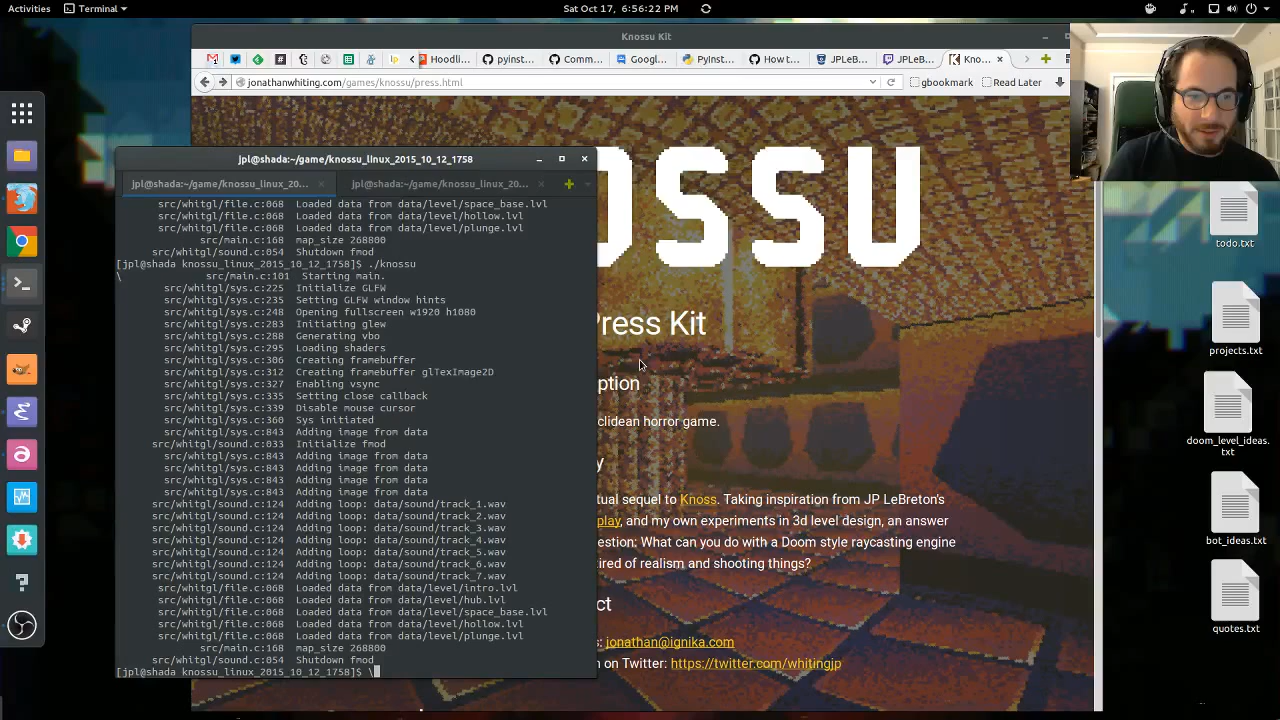 Activities
Terminal
Sat Oct 17, 6:56:22 PM
Knossu Kit
Hoodli...
pyinst...
Comm...
Googl...
PyInst...
How t...
JPLeB...
JPLeB...
Kno...
jonathanwhiting.com/games/knossu/press.html
gbookmark
Read Later
jpl@shada:~/game/knossu_linux_2015_10_12_1758
jpl@shada:~/game/knossu_linux_20...
jpl@shada:~/game/knossu_linux_20...
src/whitgl/file.c:068 Loaded data from data/level/space_base.lvl
src/whitgl/file.c:068 Loaded data from data/level/hollow.lvl
src/whitgl/file.c:068 Loaded data from data/level/plunge.lvl
src/main.c:168 map_size 268800
src/whitgl/sound.c:054 Shutdown fmod
[jpl@shada knossu_linux_2015_10_12_1758]$ ./knossu
\ src/main.c:101 Starting main.
src/whitgl/sys.c:225 Initialize GLFW
src/whitgl/sys.c:235 Setting GLFW window hints
src/whitgl/sys.c:248 Opening fullscreen w1920 h1080
src/whitgl/sys.c:283 Initiating glew
src/whitgl/sys.c:288 Generating vbo
src/whitgl/sys.c:295 Loading shaders
src/whitgl/sys.c:306 Creating framebuffer
src/whitgl/sys.c:312 Creating framebuffer glTexImage2D
src/whitgl/sys.c:327 Enabling vsync
src/whitgl/sys.c:335 Setting close callback
src/whitgl/sys.c:339 Disable mouse cursor
src/whitgl/sys.c:360 Sys initiated
src/whitgl/sys.c:843 Adding image from data
src/whitgl/sound.c:033 Initialize fmod
src/whitgl/sys.c:843 Adding image from data
src/whitgl/sys.c:843 Adding image from data
src/whitgl/sys.c:843 Adding image from data
src/whitgl/sys.c:843 Adding image from data
src/whitgl/sound.c:124 Adding loop: data/sound/track_1.wav
src/whitgl/sound.c:124 Adding loop: data/sound/track_2.wav
src/whitgl/sound.c:124 Adding loop: data/sound/track_3.wav
src/whitgl/sound.c:124 Adding loop: data/sound/track_4.wav
src/whitgl/sound.c:124 Adding loop: data/sound/track_5.wav
src/whitgl/sound.c:124 Adding loop: data/sound/track_6.wav
src/whitgl/sound.c:124 Adding loop: data/sound/track_7.wav
src/whitgl/file.c:068 Loaded data from data/level/intro.lvl
src/whitgl/file.c:068 Loaded data from data/level/hub.lvl
src/whitgl/file.c:068 Loaded data from data/level/space_base.lvl
src/whitgl/file.c:068 Loaded data from data/level/hollow.lvl
src/whitgl/file.c:068 Loaded data from data/level/plunge.lvl
src/main.c:168 map_size 268800
src/whitgl/sound.c:054 Shutdown fmod
[jpl@shada knossu_linux_2015_10_12_1758]$ \
OSSU
Press Kit
ption
clidean horror game.
y
tual sequel to Knoss. Taking inspiration from JP LeBreton's
play, and my own experiments in 3d level design, an answer
estion; What can you do with a Doom style raycasting engine
ired of realism and shooting things?
ct
s: jonathan@ignika.com
n on Twitter: https://twitter.com/whitingjp
todo.txt
projects.txt
doom_level_ideas.
txt
bot_ideas.txt
quotes.txt